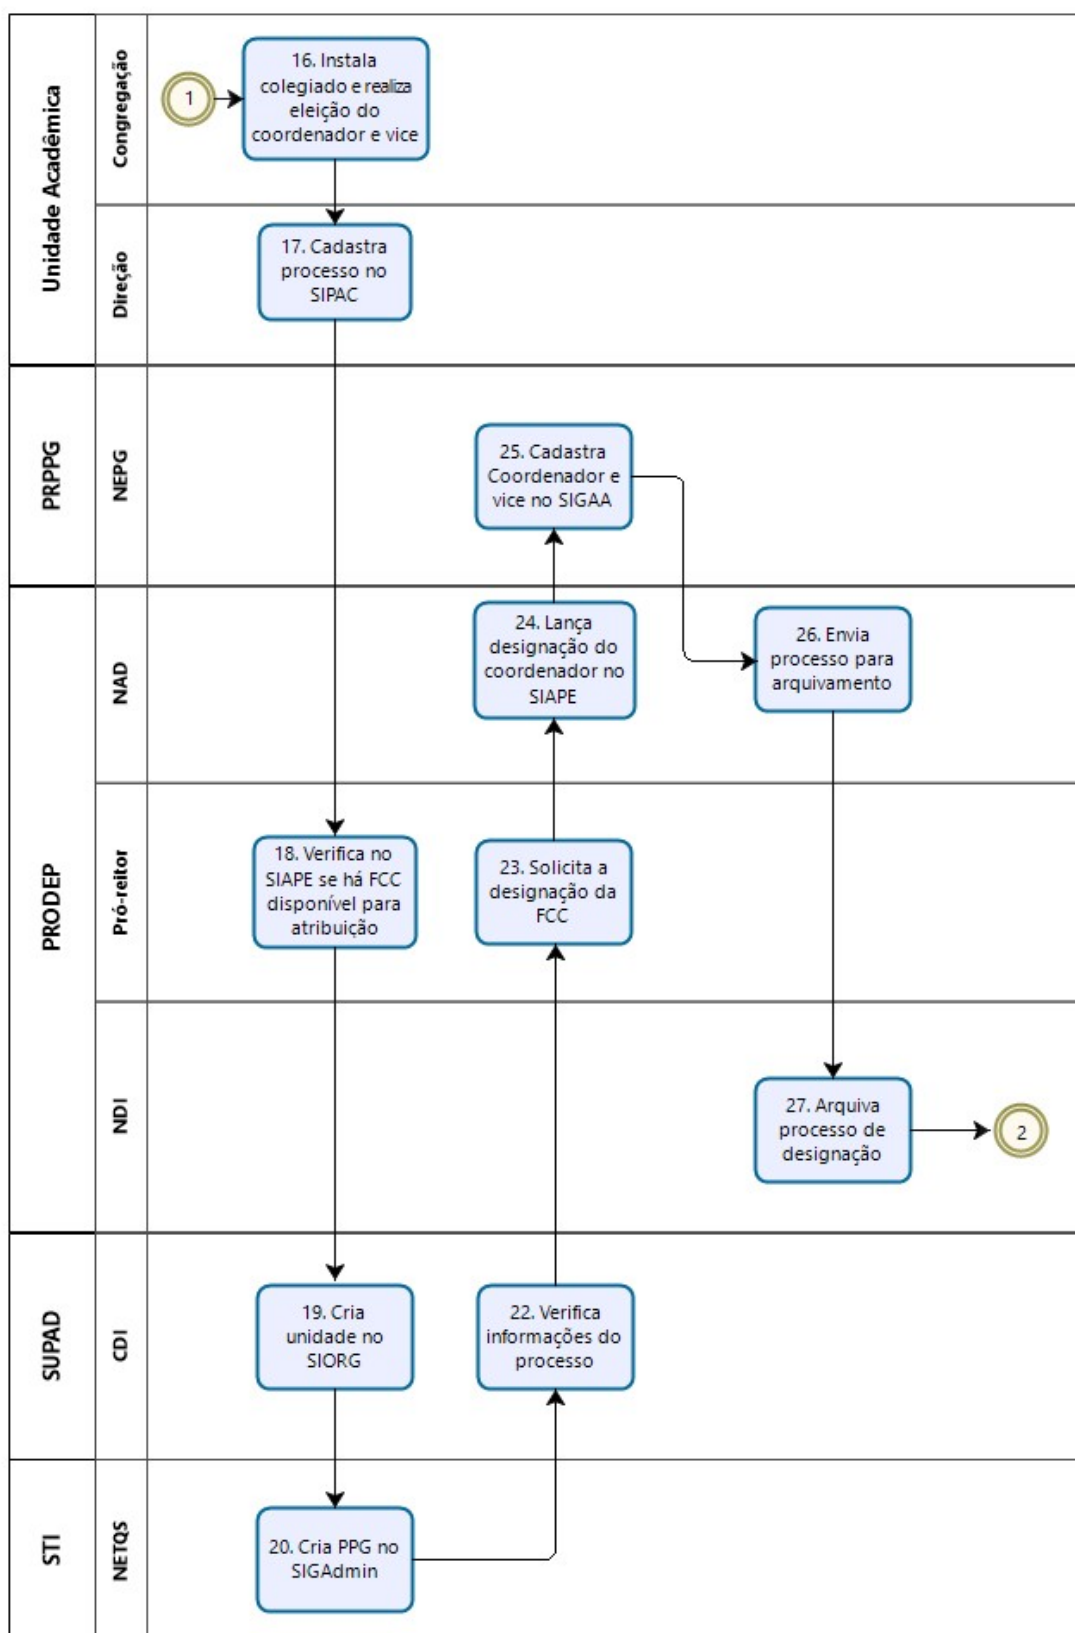 Unidade Acadêmica
Congregação
1
16. Instala
colegiado e realiza
eleição do
coordenador e vice
Direção
17. Cadastra
processo no
SIPAC
PRPPG
NEPG
25. Cadastra
Coordenador e
vice no SIGAA
PRODEP
NAD
24. Lança
designação do
coordenador no
SIAPE
26. Envia
processo para
arquivamento
Pró-reitor
18. Verifica no
SIAPE se há FCC
disponível para
atribuição
23. Solicita a
designação da
FCC
NDI
27. Arquiva
processo de
designação
2
SUPAD
CDI
19. Cria
unidade no
SIORG
22. Verifica
informações do
processo
STI
NETQS
20. Cria PPG no
SIGAdmin